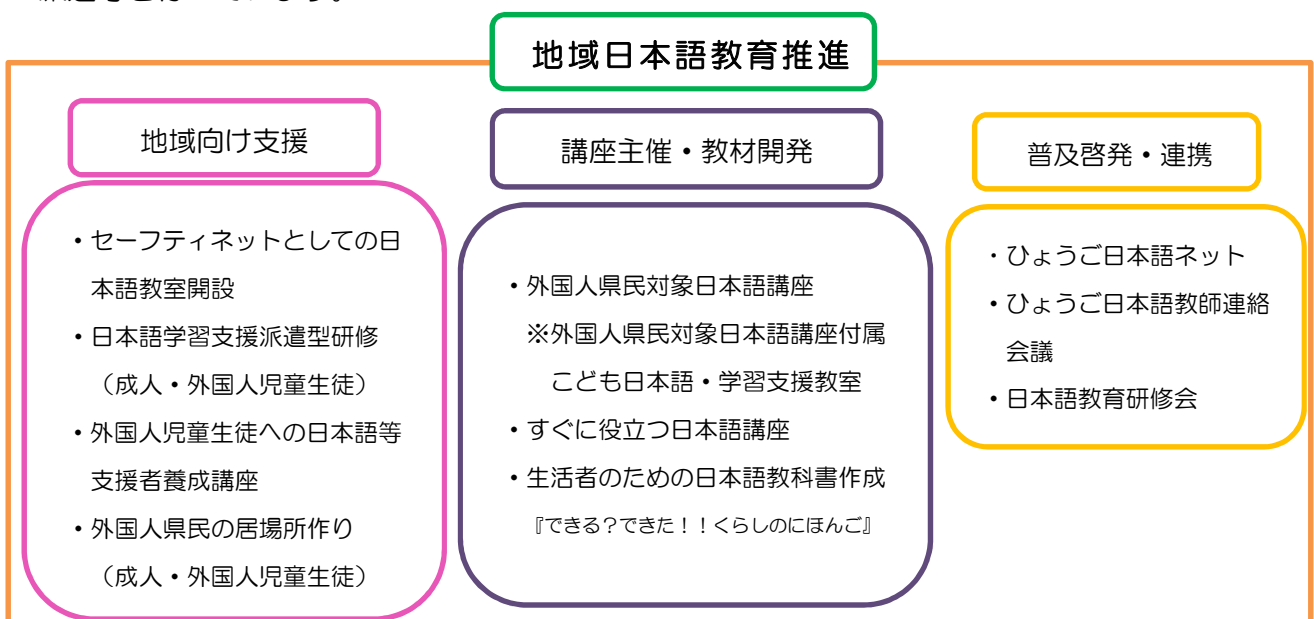 地域日本語教育推進
地域向け支援
・セーフティネットとしての日
本語教室開設
・日本語学習支援派遣型研修
（成人・外国人児童生徒）
・外国人児童生徒への日本語等
支援者養成講座
・外国人県民の居場所作り
（成人・外国人児童生徒）
講座主催・教材開発
・外国人県民対象日本語講座
※外国人県民対象日本語講座付属
こども日本語・学習支援教室
・すぐに役立つ日本語講座
・生活者のための日本語教科書作成
『できる？できた！！くらしのにほんご』
普及啓発・連携
・ひょうご日本語ネット
・ひょうご日本語教師連絡
会議
・日本語教育研修会